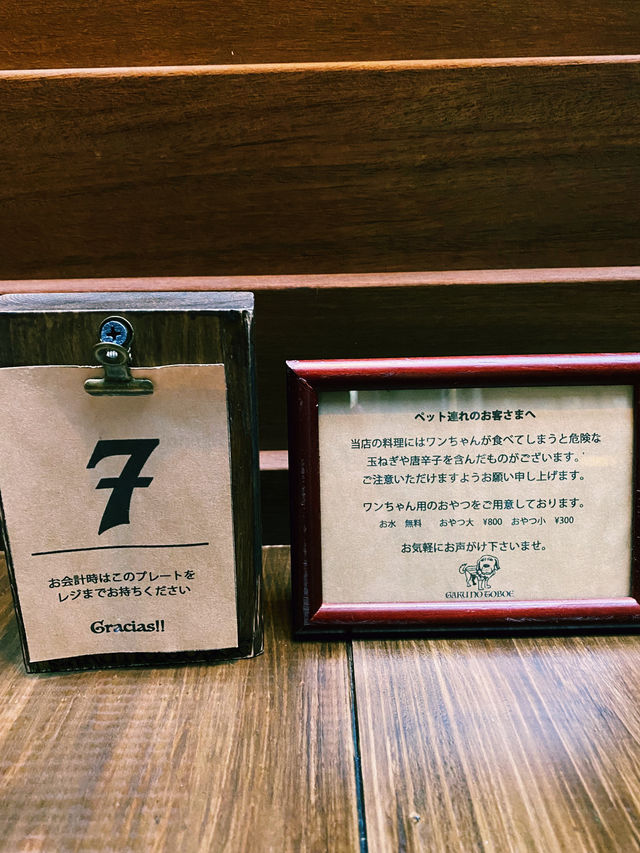 7
お会計時はこのプレートを
レジまでお持ちください
Gracias!!
ペット連れのお客さまへ
当店の料理にはワンちゃんが食べてしまうと危険な
玉ねぎや唐辛子を含んだものがございます。
ご注意いただけますようお願い申し上げます。
ワンちゃん用のおやつをご用意しております。
お水 無料 おやつ大 ¥800 おやつ小 ¥300
お気軽にお声がけ下さいませ。
GARU NO TOBOE